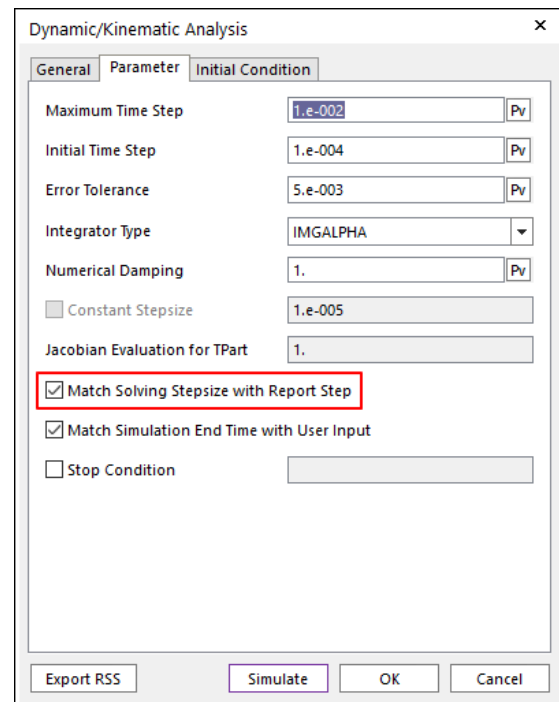 Dynamic/Kinematic Analysis
General Parameter Initial Condition
Maximum Time Step 1.e-002 Pv
Initial Time Step 1.e-004 Pv
Error Tolerance 5.e-003 Pv
Integrator Type IMGALPHA
Numerical Damping 1. Pv
Constant Stepsize 1.e-005
Jacobian Evaluation for TPart 1.
Match Solving Stepsize with Report Step
Match Simulation End Time with User Input
Stop Condition
Export RSS Simulate OK Cancel